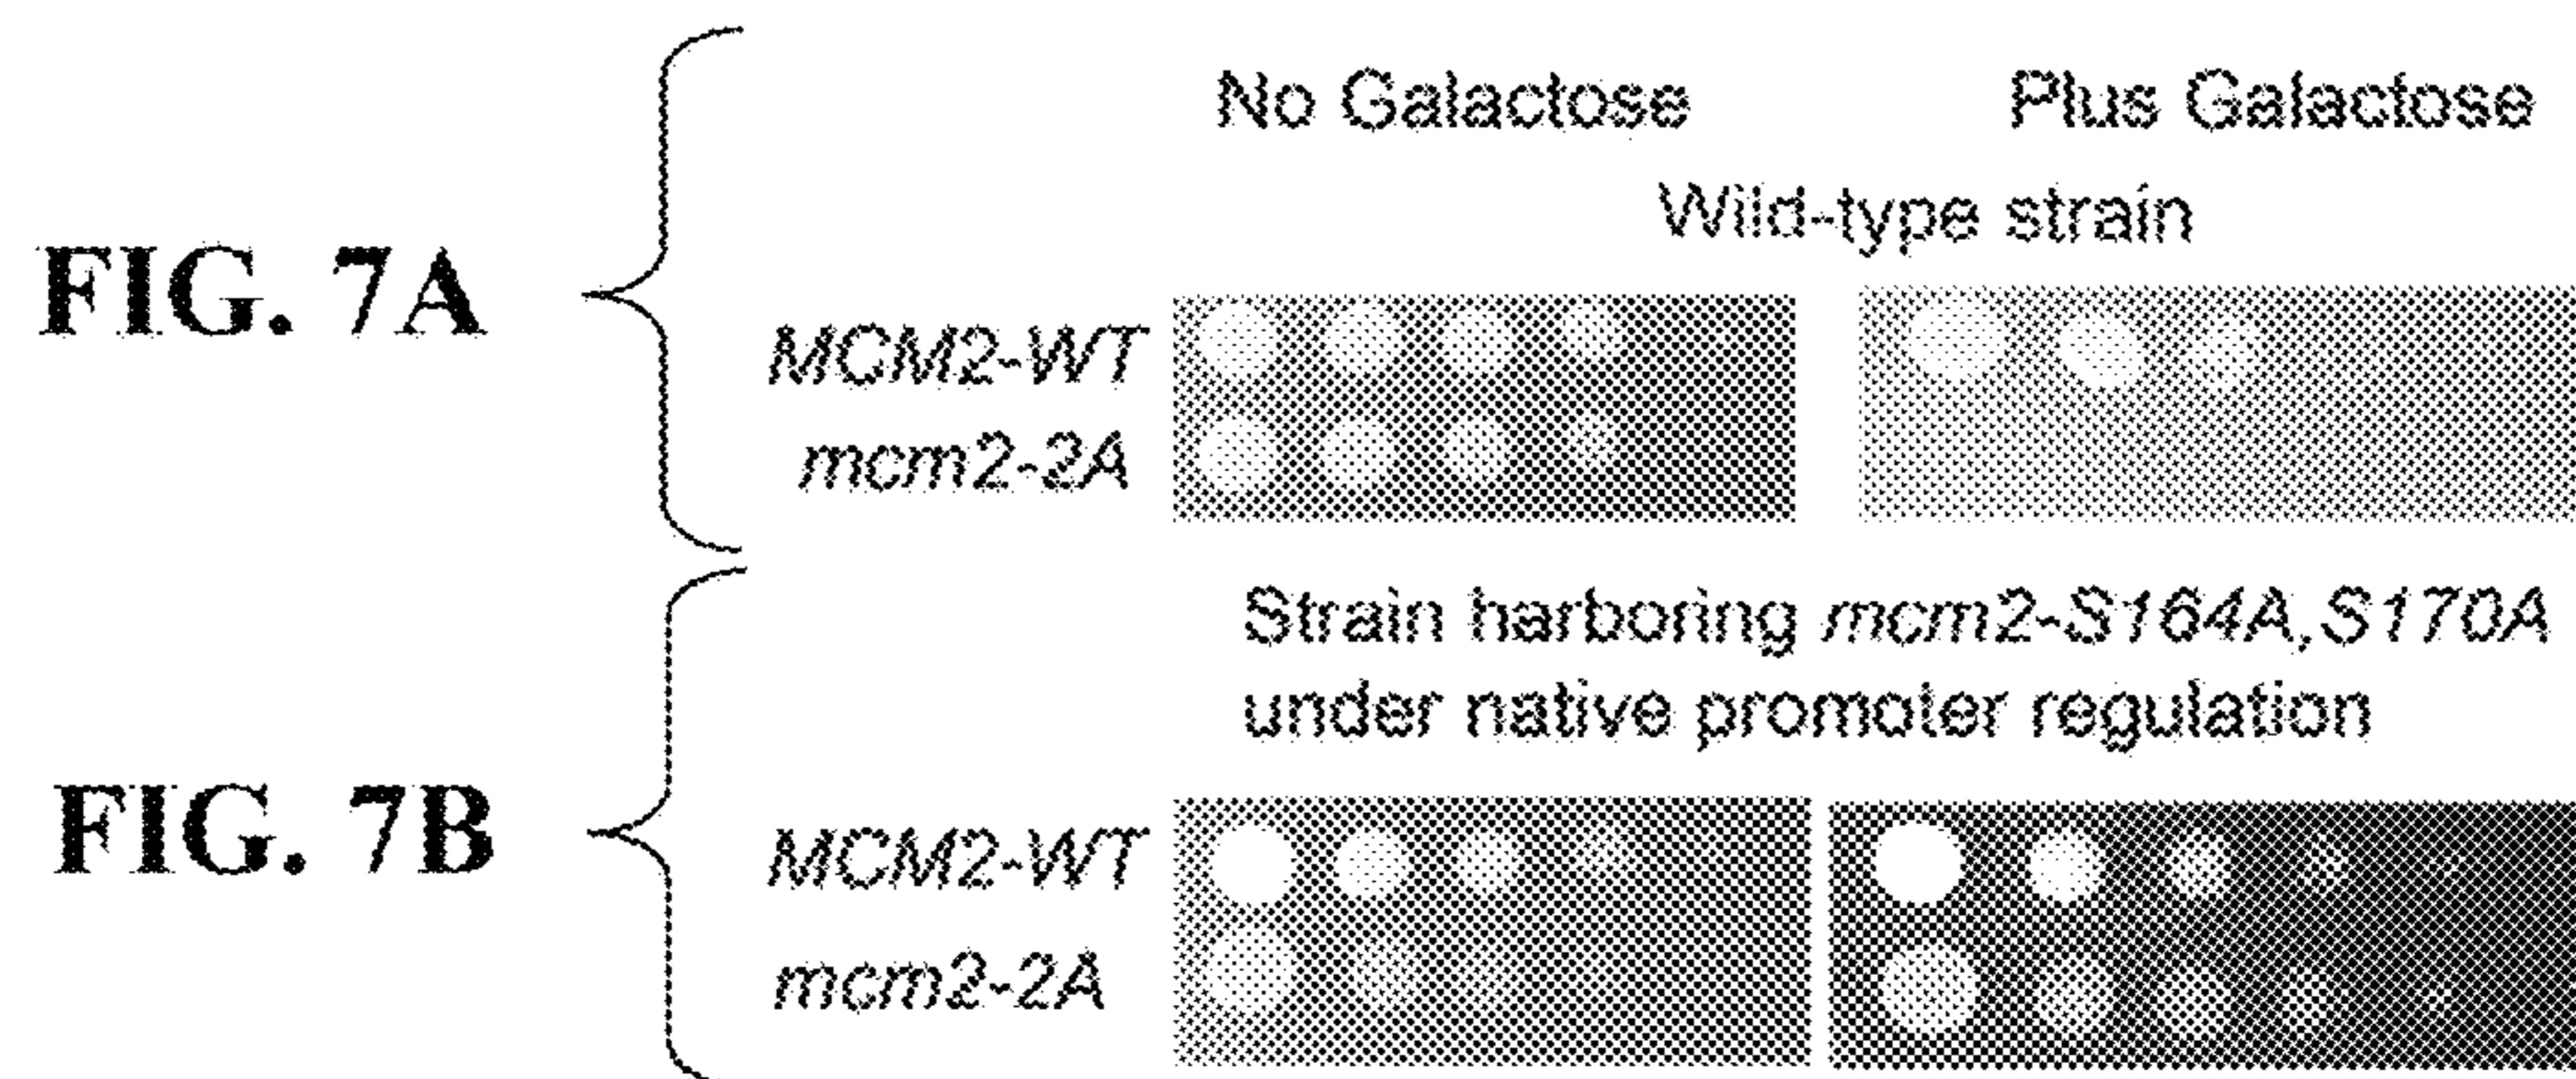 No Galactose Plus Galactose
Wild-type strain
FIG. 7A
MCM2-WT
mcm2-2A
Strain harboring mcm2-S164A,S170A
under native promoter regulation
FIG. 7B
MCM2-WT
mcm2-2A